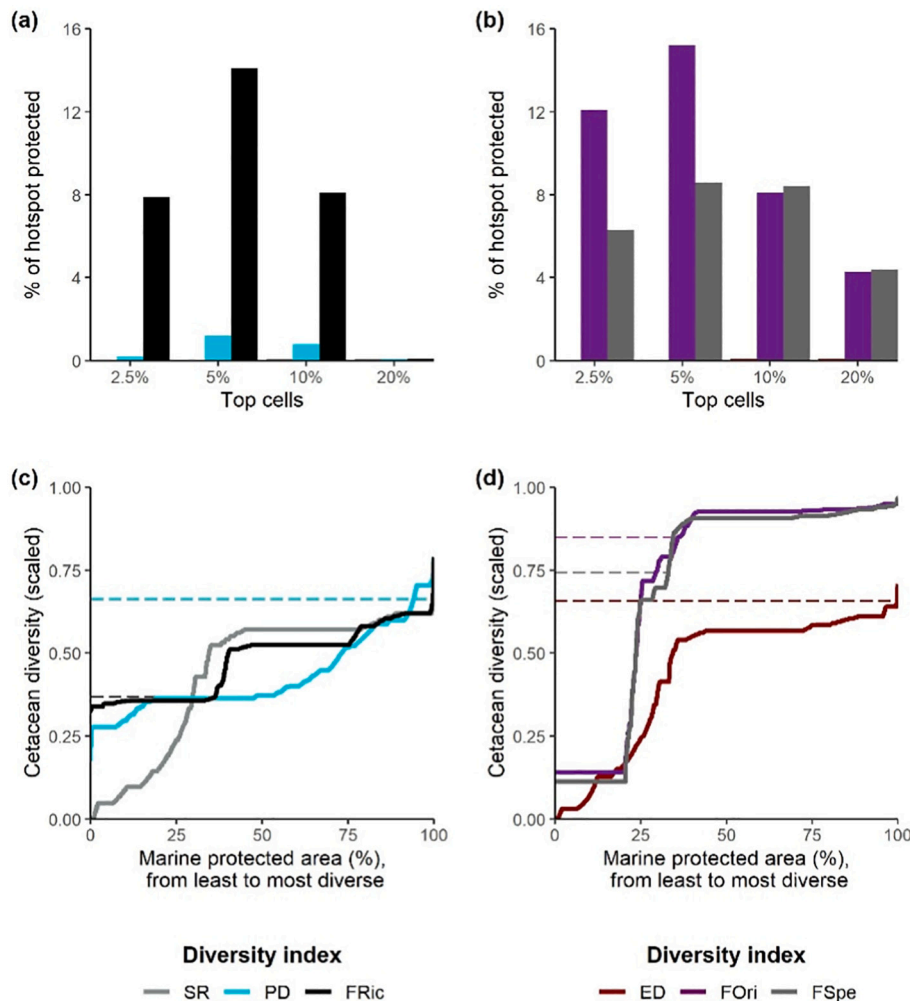 (a)
16
12
8
4
0
% of hotspot protected
2.5% 5% 10% 20%
Top cells
(b)
16
12
8
4
0
% of hotspot protected
2.5% 5% 10% 20%
Top cells
(c)
1.00
0.75
0.50
0.25
0.00
Cetacean diversity (scaled)
0 25 50 75 100
Marine protected area (%),
from least to most diverse
(d)
1.00
0.75
0.50
0.25
0.00
Cetacean diversity (scaled)
0 25 50 75 100
Marine protected area (%),
from least to most diverse
Diversity index
SR PD FRic
Diversity index
ED FOri FSpe